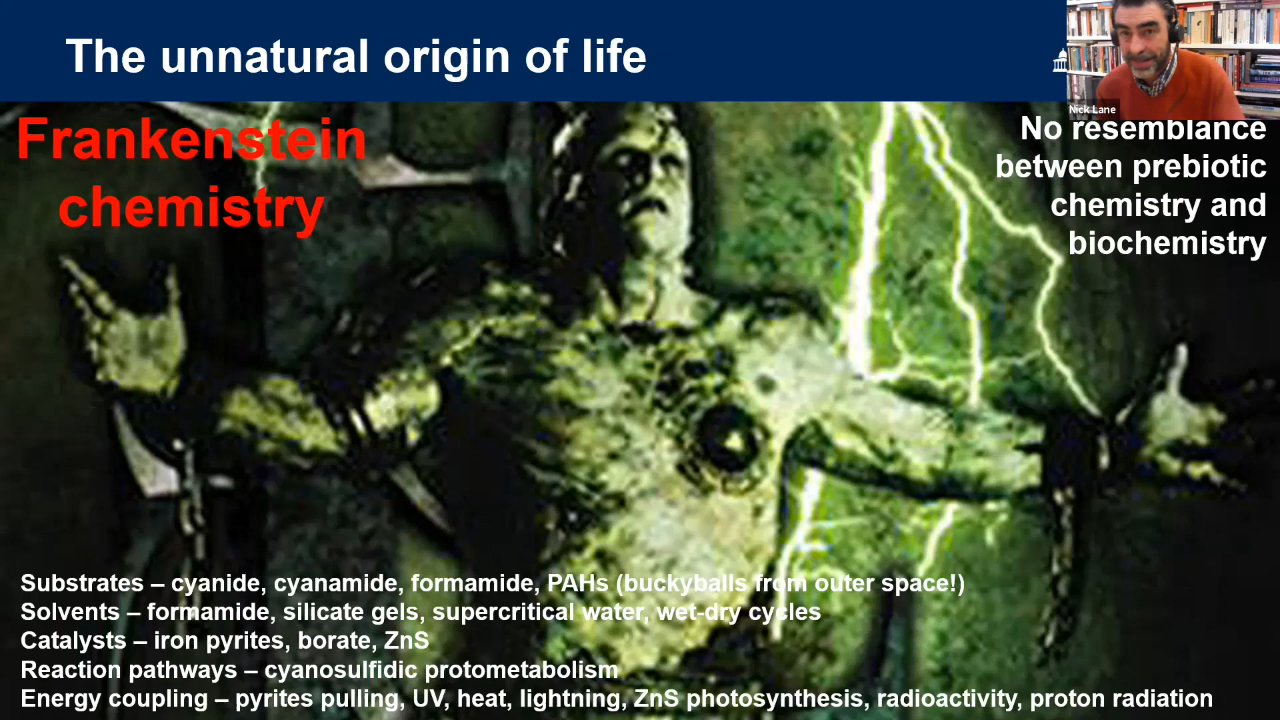 The unnatural origin of life
Nick Lane
Frankenstein
chemistry
No resemblance
between prebiotic
chemistry and
biochemistry
Substrates – cyanide, cyanamide, formamide, PAHs (buckyballs from outer space!)
Solvents – formamide, silicate gels, supercritical water, wet-dry cycles
Catalysts – iron pyrites, borate, ZnS
Reaction pathways – cyanosulfidic protometabolism
Energy coupling – pyrites pulling, UV, heat, lightning, ZnS photosynthesis, radioactivity, proton radiation